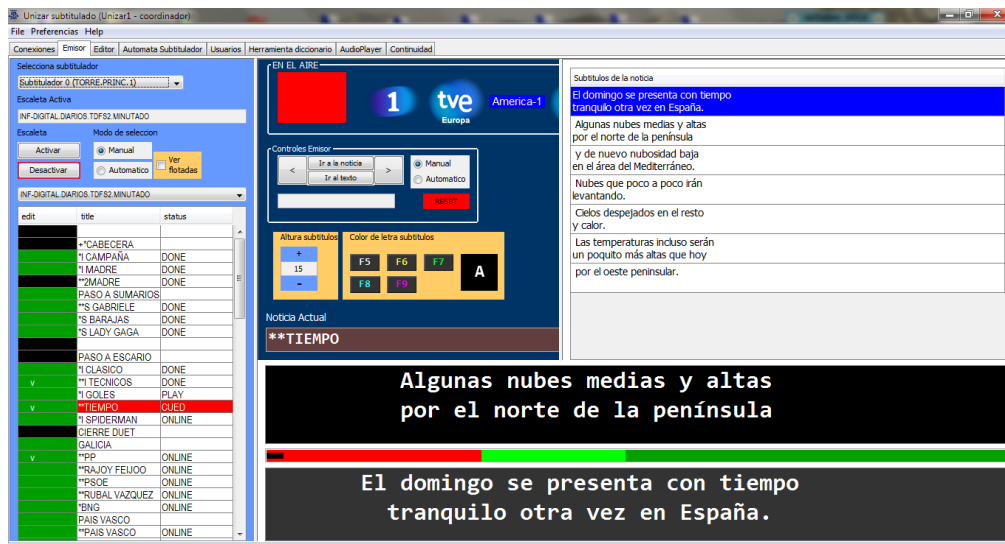 Unizar subtitulado (Unizar1 - coordinador)
File Preferencias Help
Conexiones Emisor Editor Automata Subtitulador Usuarios Herramienta diccionario AudioPlayer Continuidad
Selecciona subtitulador
Subtitulador 0 (TORRE.PRINC.1)
Escaleta Activa
INF-DIGITAL.DIARIOS.TDFS2.MINUTADO
Escaleta Modo de seleccion
Activar Manual
Desactivar Automatico
Ver
flotadas
INF-DIGITAL.DIARIOS.TDFS2.MINUTADO
edit title status
+*CABECERA
*I CAMPAÑA DONE
*I MADRE DONE
**2MADRE DONE
PASO A SUMARIOS
**S GABRIELE DONE
*S BARAJAS DONE
*S LADY GAGA DONE
PASO A ESCARIO
*I CLASICO DONE
v **I TECNICOS DONE
*I GOLES PLAY
v **TIEMPO CUED
*I SPIDERMAN ONLINE
CIERRE DUET
GALICIA
v **PP ONLINE
**RAJOY FEIJOO ONLINE
**PSOE ONLINE
**RUBAL VAZQUEZ ONLINE
*BNG ONLINE
PAIS VASCO
**PAIS VASCO ONLINE
EN EL AIRE
1 tve America-1
Europa
Controles Emisor
< Ir a la noticia > Manual
Ir al texto Automatico
RESET
Altura subtitulos Color de letra subtitulos
+
15
-
F5 F6 F7
F8 F9
A
Noticia Actual
**TIEMPO
Subtitulos de la noticia
El domingo se presenta con tiempo
tranquilo otra vez en España.
Algunas nubes medias y altas
por el norte de la península
y de nuevo nubosidad baja
en el área del Mediterráneo.
Nubes que poco a poco irán
levantando.
Cielos despejados en el resto
y calor.
Las temperaturas incluso serán
un poquito más altas que hoy
por el oeste peninsular.
Algunas nubes medias y altas
por el norte de la península
El domingo se presenta con tiempo
tranquilo otra vez en España.